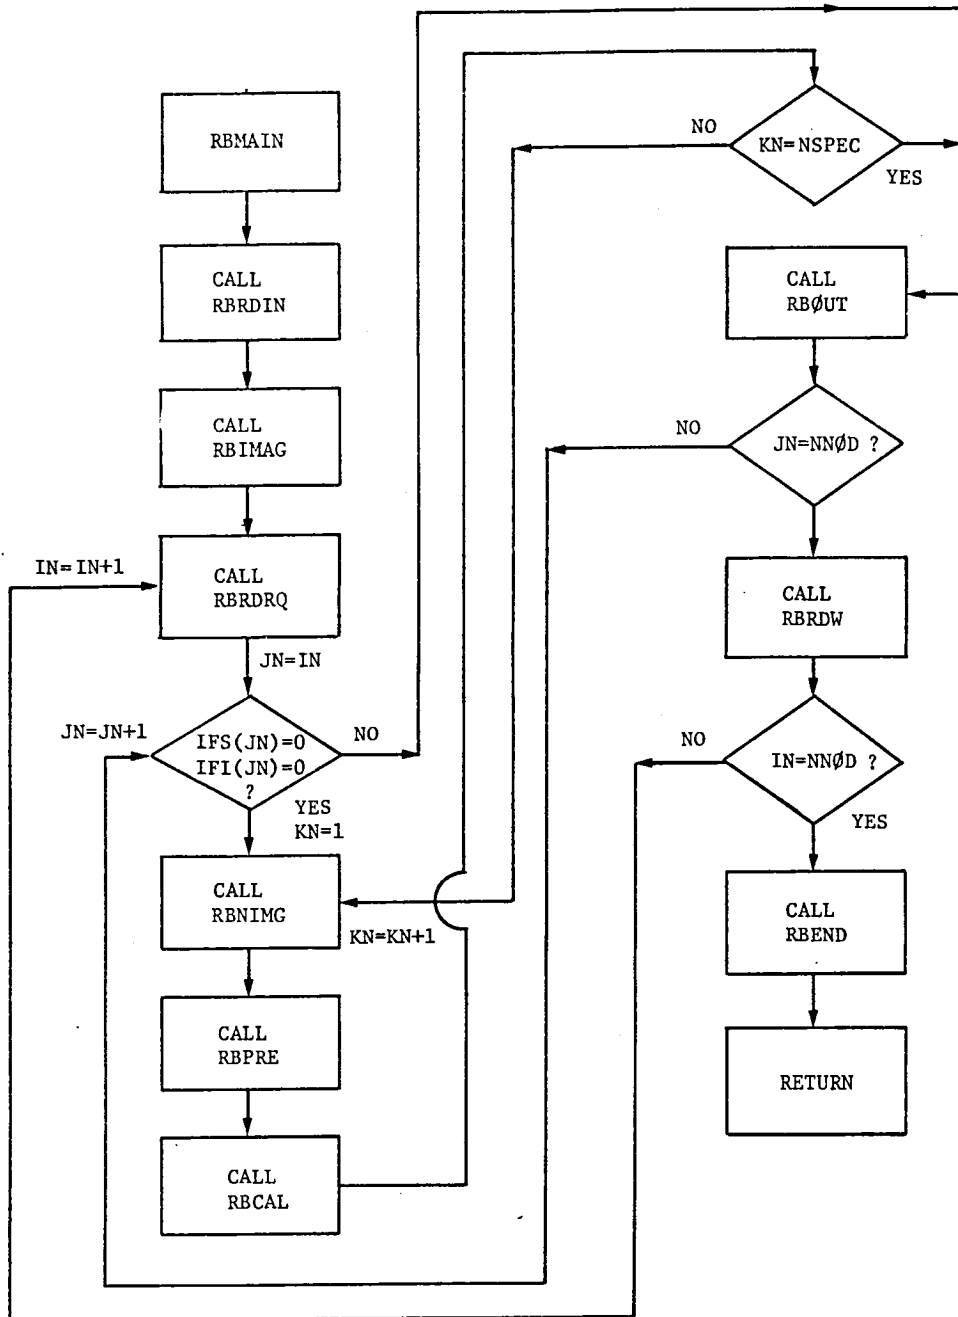 RBMAIN
CALL
RBRDIN
CALL
RBIMAG
IN=IN+1
CALL
RBRDRQ
JN=IN
JN=JN+1
IFS(JN)=0
IFI(JN)=0
?
NO
YES
KN=1
CALL
RBNIMG
KN=KN+1
CALL
RBPRE
CALL
RBCAL
KN=NSPEC
NO
YES
CALL
RBØUT
JN=NNØD ?
NO
CALL
RBRDW
IN=NNØD ?
NO
YES
CALL
RBEND
RETURN